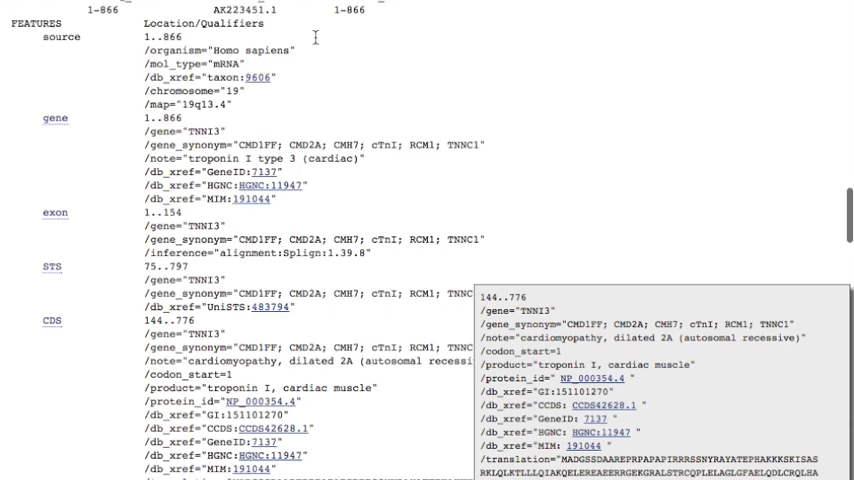 1-866 AK223451.1 1-866
FEATURES Location/Qualifiers
source 1..866
/organism="Homo sapiens"
/mol_type="mRNA"
/db_xref="taxon:9606"
/chromosome="19"
/map="19q13.4"
gene 1..866
/gene="TNNI3"
/gene_synonym="CMD1FF; CMD2A; CMH7; cTnI; RCM1; TNNC1"
/note="troponin I type 3 (cardiac)"
/db_xref="GeneID:7137"
/db_xref="HGNC:HGNC:11947"
/db_xref="MIM:191044"
exon 1..154
/gene="TNNI3"
/gene_synonym="CMD1FF; CMD2A; CMH7; cTnI; RCM1; TNNC1"
/inference="alignment:Splign:1.39.8"
STS 75..797
/gene="TNNI3"
/gene_synonym="CMD1FF; CMD2A; CMH7; cTnI; RCM1; TNNC
/db_xref="UniSTS:483794"
CDS 144..776
/gene="TNNI3"
/gene_synonym="CMD1FF; CMD2A; CMH7; cTnI; RCM1; TNNC
/note="cardiomyopathy, dilated 2A (autosomal recessi
/codon_start=1
/product="troponin I, cardiac muscle"
/protein_id="NP_000354.4"
/db_xref="GI:151101270"
/db_xref="CCDS:CCDS42628.1"
/db_xref="GeneID:7137"
/db_xref="HGNC:HGNC:11947"
/db_xref="MIM:191044"
144..776
/gene="TNNI3"
/gene_synonym="CMD1FF; CMD2A; CMH7; cTnI; RCM1; TNNC1"
/note="cardiomyopathy, dilated 2A (autosomal recessive)"
/codon_start=1
/product="troponin I, cardiac muscle"
/protein_id=" NP_000354.4 "
/db_xref="GI:151101270"
/db_xref="CCDS: CCDS42628.1 "
/db_xref="GeneID: 7137 "
/db_xref="HGNC: HGNC:11947 "
/db_xref="MIM: 191044 "
/translation="MADGSSDAAREPRPAPAPIRRRSSNYRAYATEPHAKKKSKISAS
RKLQLKTLLLQIAKQELEREAEERRGEKGRALSTRCQPLELAGLGFAELQDLCRQLHA